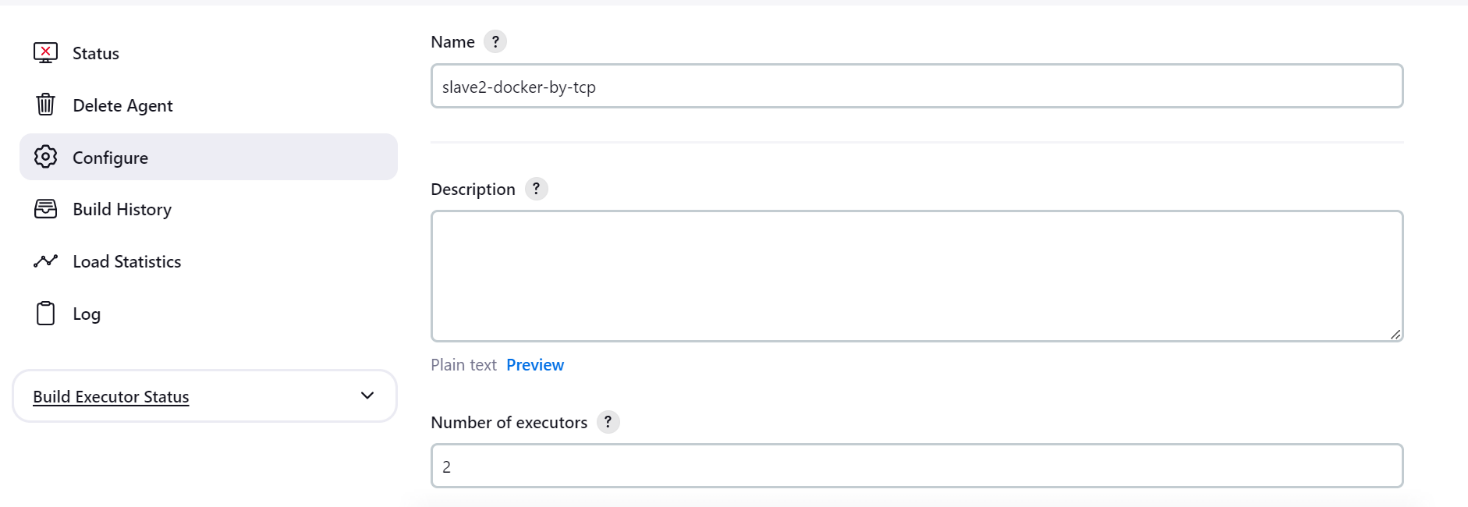 Status
Delete Agent
Configure
Build History
Load Statistics
Log
Build Executor Status
Name ?
slave2-docker-by-tcp
Description ?
Plain text Preview
Number of executors ?
2